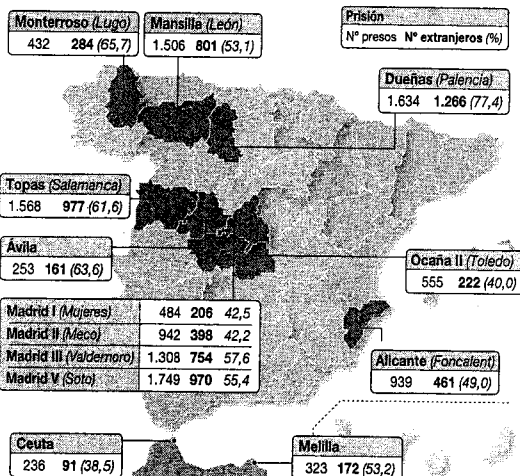 Monterroso (Lugo)
432 284 (65,7)
Mansilla (León)
1.506 801 (53,1)
Prisión
Nº presos Nº extranjeros (%)
Dueñas (Palencia)
1.634 1.266 (77,4)
Topas (Salamanca)
1.568 977 (61,6)
Ávila
253 161 (63,6)
Ocaña II (Toledo)
555 222 (40,0)
Madrid I (Mujeres) 484 206 42,5
Madrid II (Meco) 942 398 42,2
Madrid III (Valdemoro) 1.308 754 57,6
Madrid V (Soto) 1.749 970 55,4
Alicante (Foncalent)
939 461 (49,0)
Ceuta
236 91 (38,5)
Melilla
323 172 (53,2)